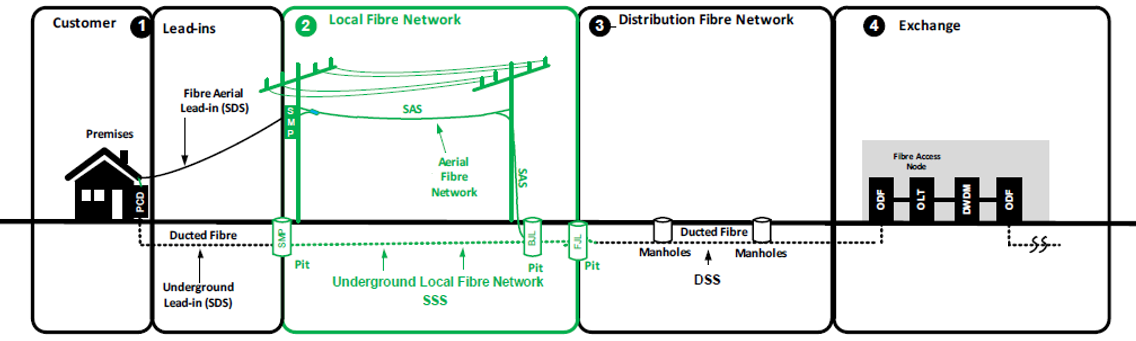 Customer
1
Lead-ins
2
Local Fibre Network
3
Distribution Fibre Network
4
Exchange
Fibre Aerial
Lead-in (SDS)
Premises
PCD
SMP
SAS
Aerial
Fibre
Network
SAS
Fibre Access
Node
ODF
OLT
DWDM
ODF
Ducted Fibre
SMP
Pit
BJL
Pit
FJL
Pit
Underground
Lead-in (SDS)
Underground Local Fibre Network
SSS
Ducted Fibre
Manholes
Manholes
DSS